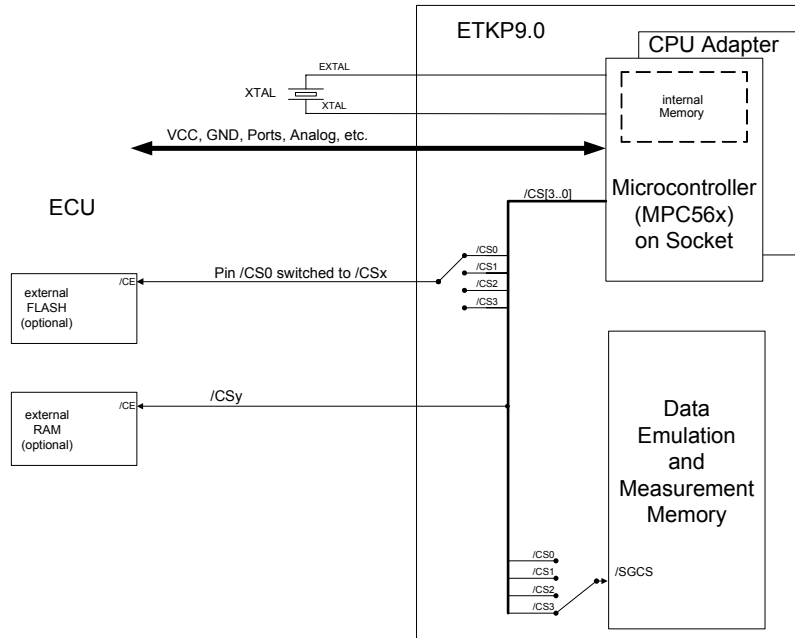 ETKP9.0
CPU Adapter
EXTAL
XTAL
XTAL
internal
Memory
VCC, GND, Ports, Analog, etc.
/CS[3..0]
Microcontroller
(MPC56x)
on Socket
ECU
/CS0
/CS1
/CS2
/CS3
Pin /CS0 switched to /CSx
/CE
external
FLASH
(optional)
/CSy
/CE
external
RAM
(optional)
Data
Emulation
and
Measurement
Memory
/CS0
/CS1
/CS2
/CS3
/SGCS